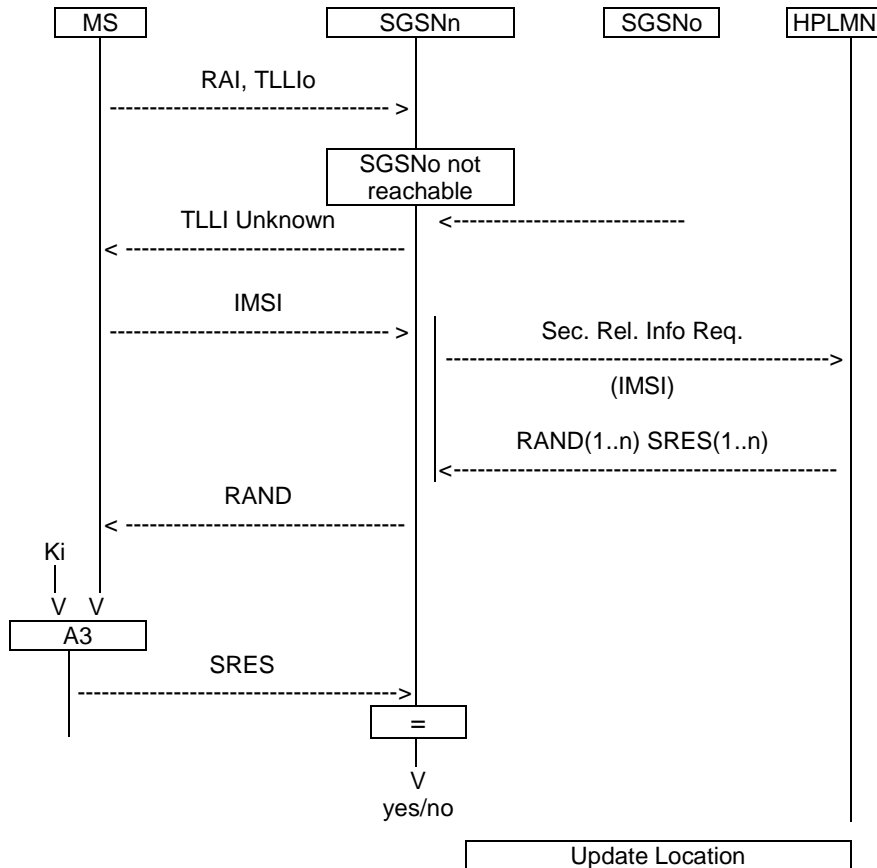 MS SGSNn SGSNo HPLMN
RAI, TLLIo
SGSNo not
reachable
TLLI Unknown
IMSI
Sec. Rel. Info Req.
(IMSI)
RAND(1..n) SRES(1..n)
RAND
Ki
V V
A3
SRES
=
V
yes/no
Update Location